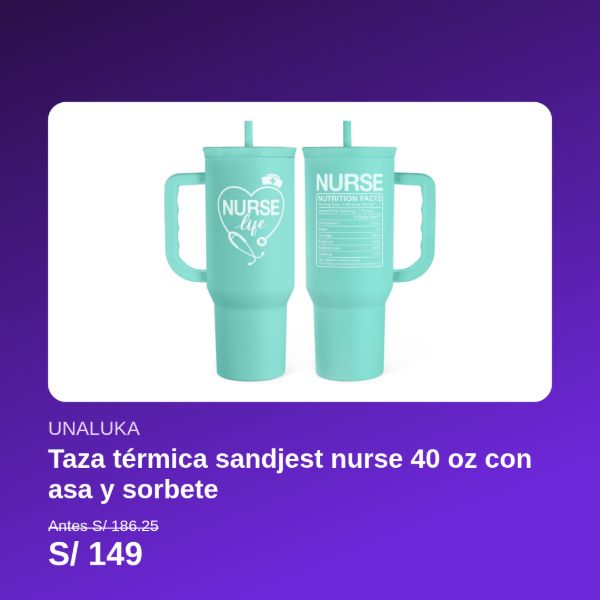 NURSE
life
NURSE
NUTRITION FACTS
UNALUKA
Taza térmica sandjest nurse 40 oz con
asa y sorbete
Antes S/ 186.25
S/ 149